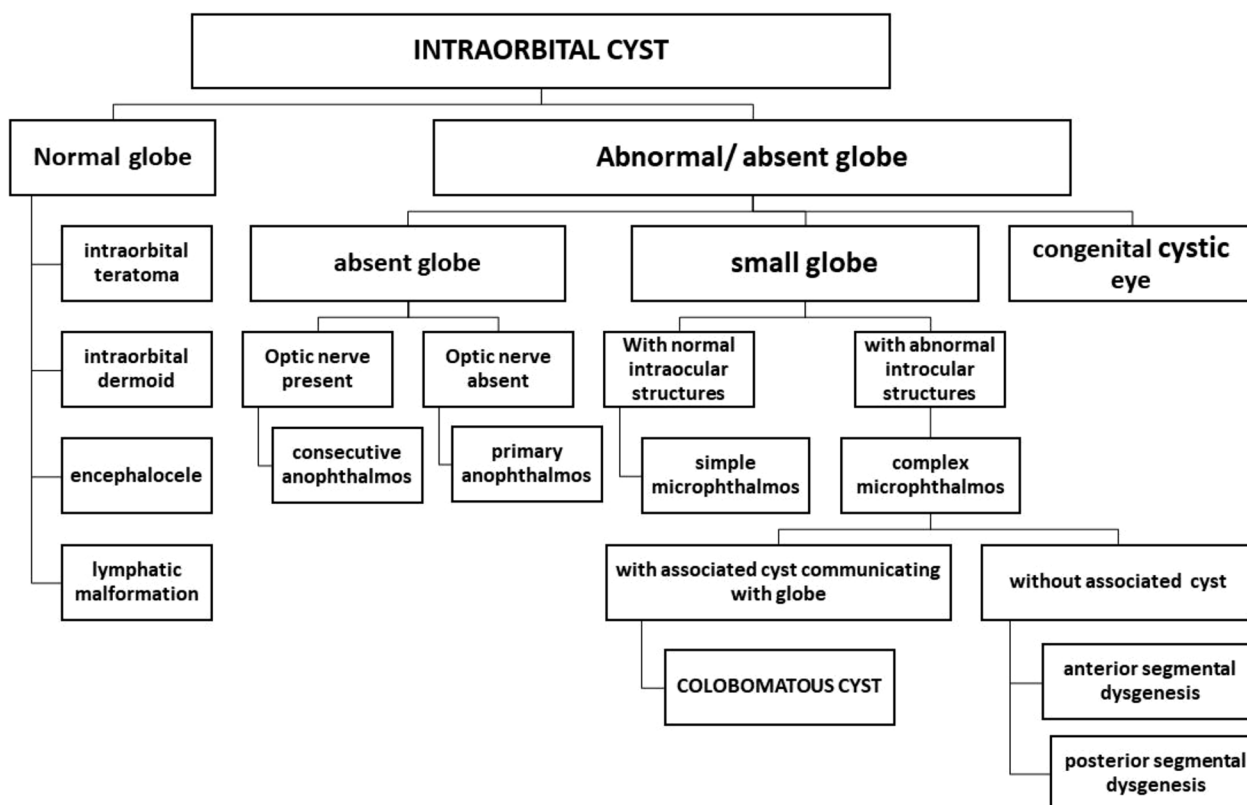 INTRAORBITAL CYST
Normal globe
Abnormal/ absent globe
intraorbital
teratoma
intraorbital
dermoid
encephalocele
lymphatic
malformation
absent globe
small globe
congenital cystic
eye
Optic nerve
present
Optic nerve
absent
consecutive
anophthalmos
primary
anophthalmos
With normal
intraocular
structures
with abnormal
introcular
structures
simple
microphthalmos
complex
microphthalmos
with associated cyst communicating
with globe
without associated cyst
COLOBOMATOUS CYST
anterior segmental
dysgenesis
posterior segmental
dysgenesis